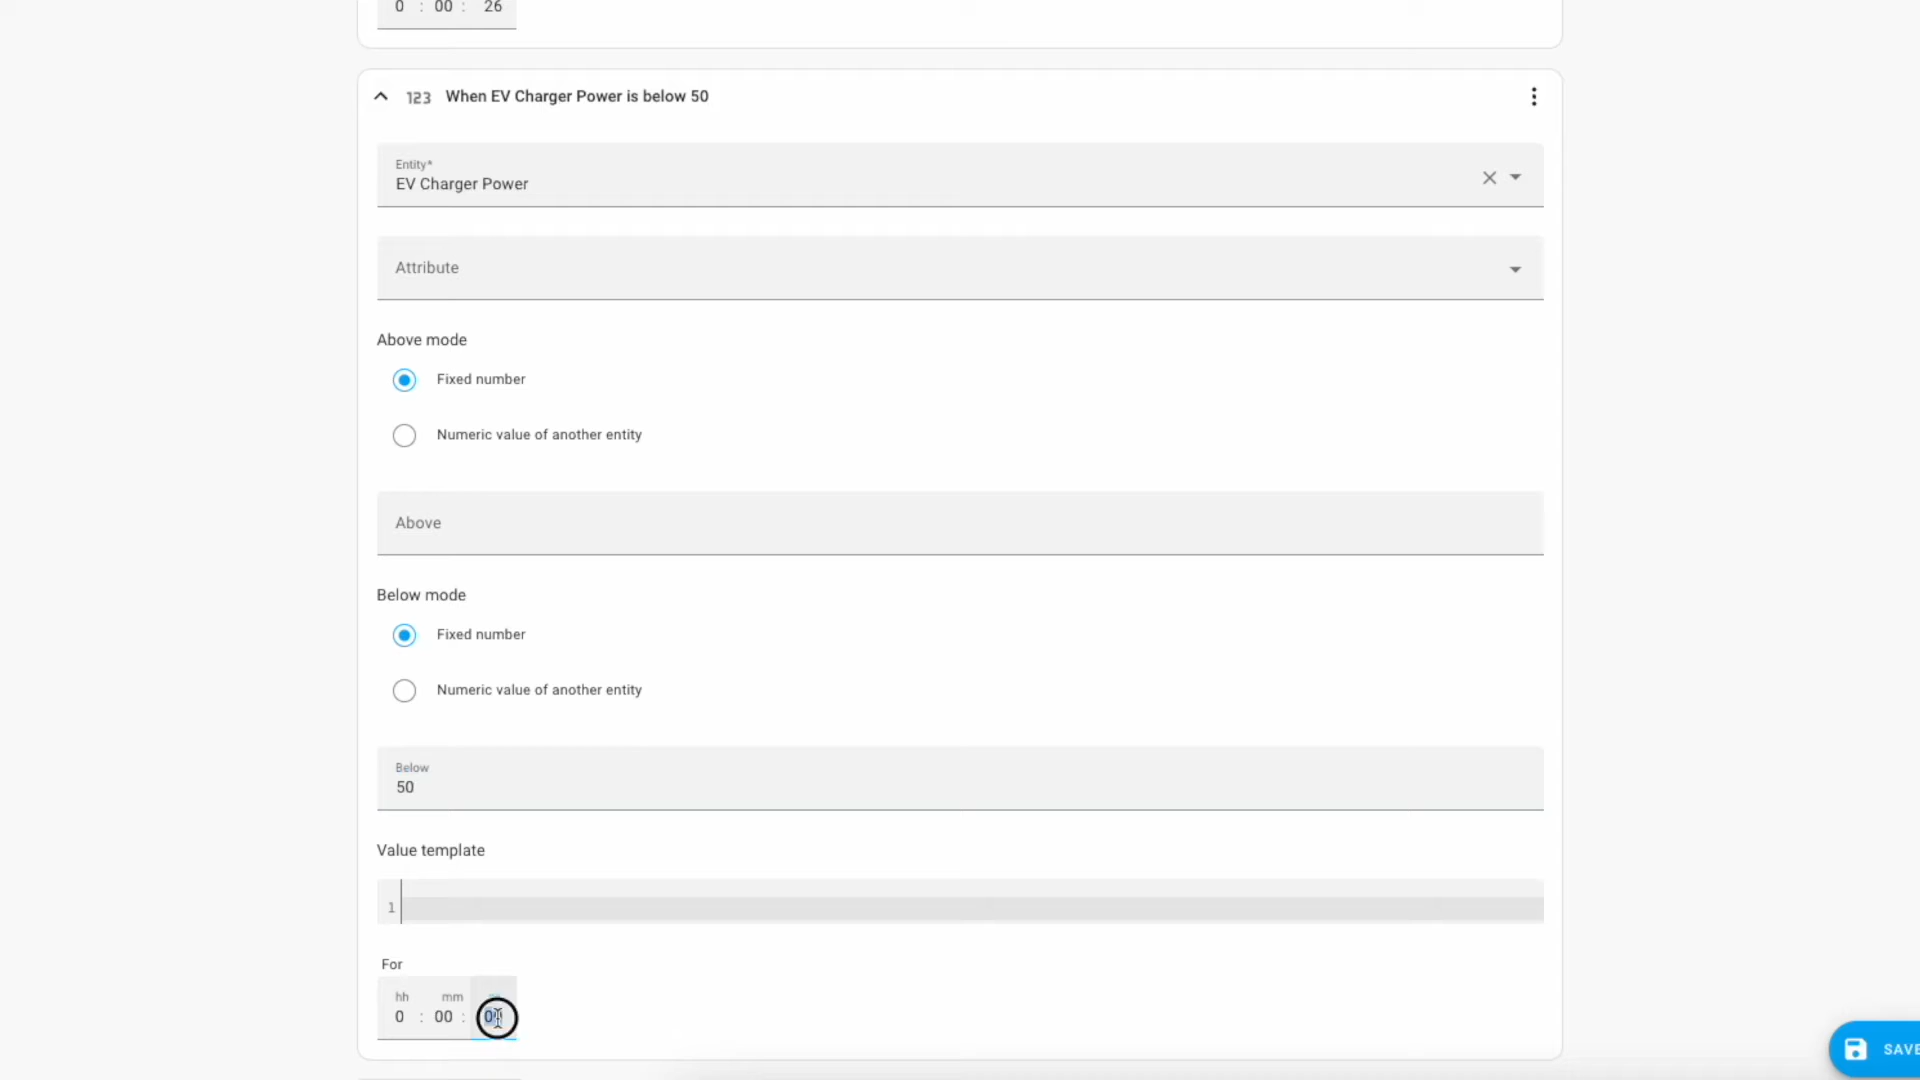 0 : 00 : 26
123 When EV Charger Power is below 50
Entity*
EV Charger Power
Attribute
Above mode
Fixed number
Numeric value of another entity
Above
Below mode
Fixed number
Numeric value of another entity
Below
50
Value template
1
For
hh mm
0 : 00 :
SAVE